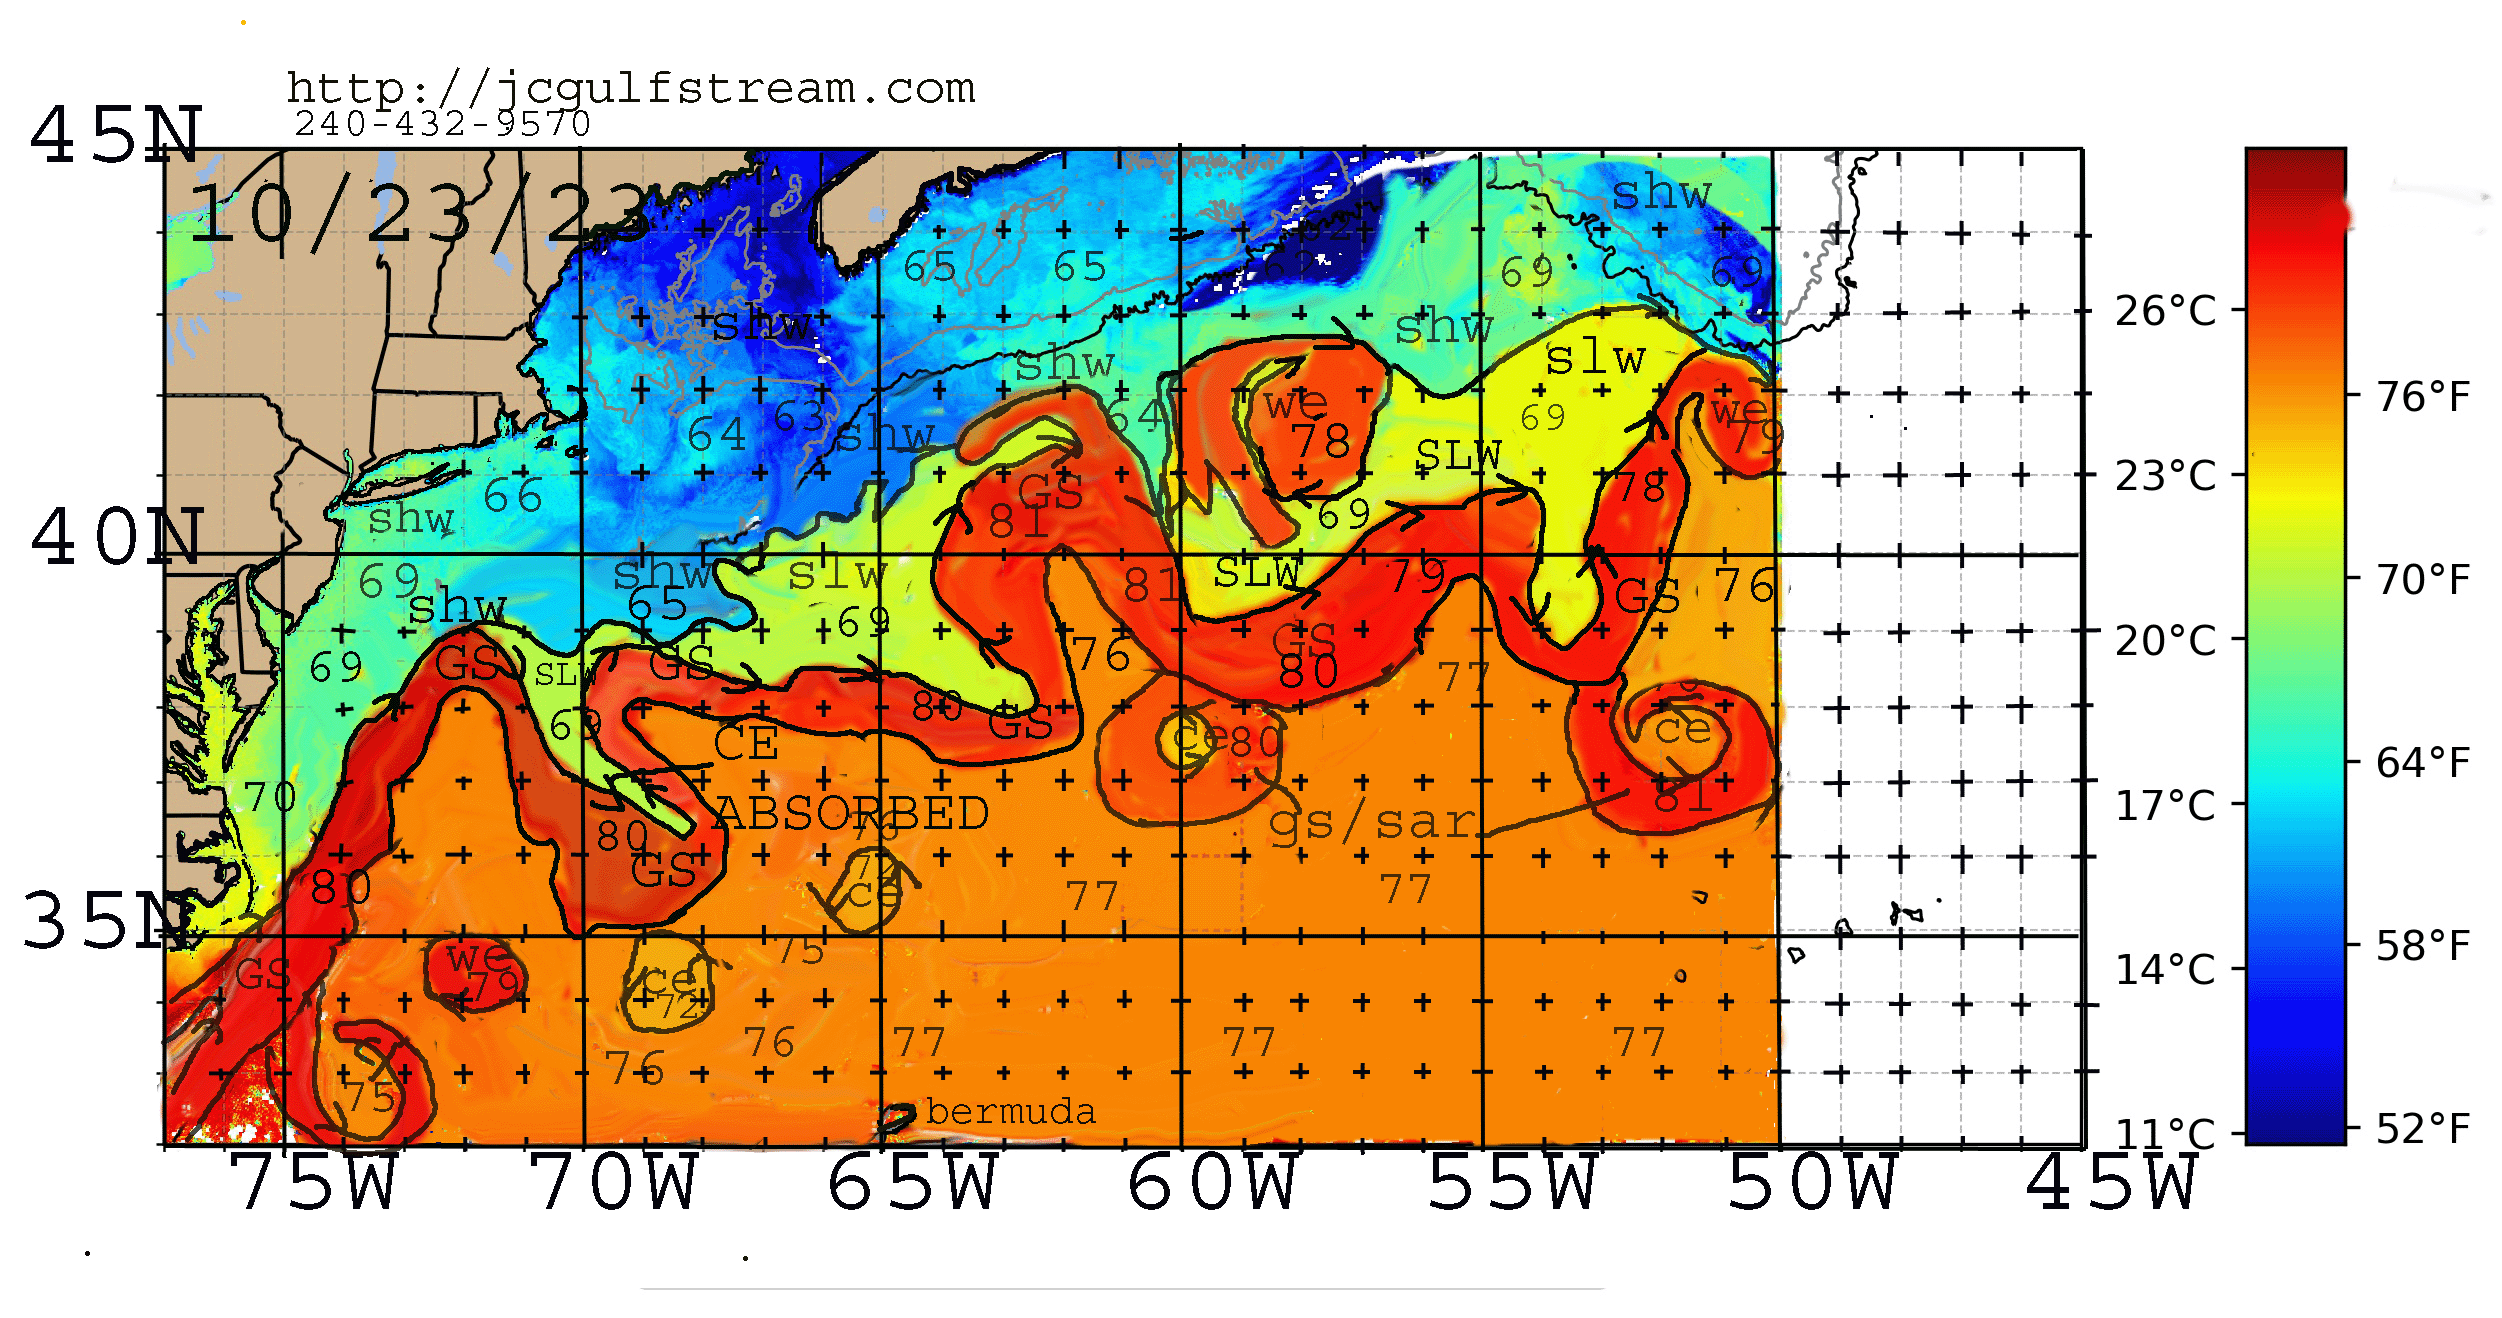 http://jcgulfstream.com
240-432-9570
45N
10/23/23
shw
62
65
65
62
69
69
26°C
shw
shw
shw
slw
76°F
we
69
we
64
63
64
shw
78
79
SLW
23°C
66
GS
78
shw
81
69
40N
shw
slw
SLW
79
70°F
69
81
GS
76
shw
65
69
20°C
GS
80
69
GS
SLW
GS
76
77
69
80
GS
ce
80
ce
CE
64°F
70
ABSORBED
81
17°C
80
gs/sar
76
GS
72
80
ce
77
77
35N
we
75
58°F
GS
79
ce
72
14°C
76
76
77
77
77
75
bermuda
52°F
11°C
75W
70W
65W
60W
55W
50W
45W